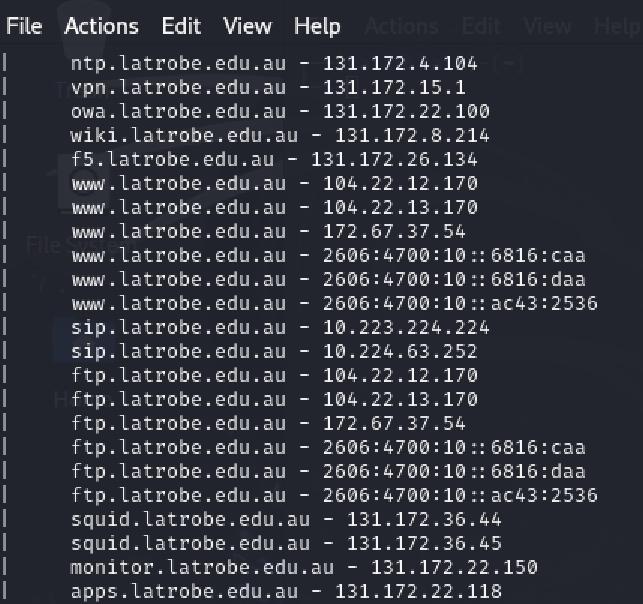 File Actions Edit View Help
| ntp.latrobe.edu.au - 131.172.4.104
| vpn.latrobe.edu.au - 131.172.15.1
| owa.latrobe.edu.au - 131.172.22.100
| wiki.latrobe.edu.au - 131.172.8.214
| f5.latrobe.edu.au - 131.172.26.134
| www.latrobe.edu.au - 104.22.12.170
| www.latrobe.edu.au - 104.22.13.170
| www.latrobe.edu.au - 172.67.37.54
| www.latrobe.edu.au - 2606:4700:10::6816:caa
| www.latrobe.edu.au - 2606:4700:10::6816:daa
| www.latrobe.edu.au - 2606:4700:10::ac43:2536
| sip.latrobe.edu.au - 10.223.224.224
| sip.latrobe.edu.au - 10.224.63.252
| ftp.latrobe.edu.au - 104.22.12.170
| ftp.latrobe.edu.au - 104.22.13.170
| ftp.latrobe.edu.au - 172.67.37.54
| ftp.latrobe.edu.au - 2606:4700:10::6816:caa
| ftp.latrobe.edu.au - 2606:4700:10::6816:daa
| ftp.latrobe.edu.au - 2606:4700:10::ac43:2536
| squid.latrobe.edu.au - 131.172.36.44
| squid.latrobe.edu.au - 131.172.36.45
| monitor.latrobe.edu.au - 131.172.22.150
| apps.latrobe.edu.au - 131.172.22.118
Actions Edit View Help
File System